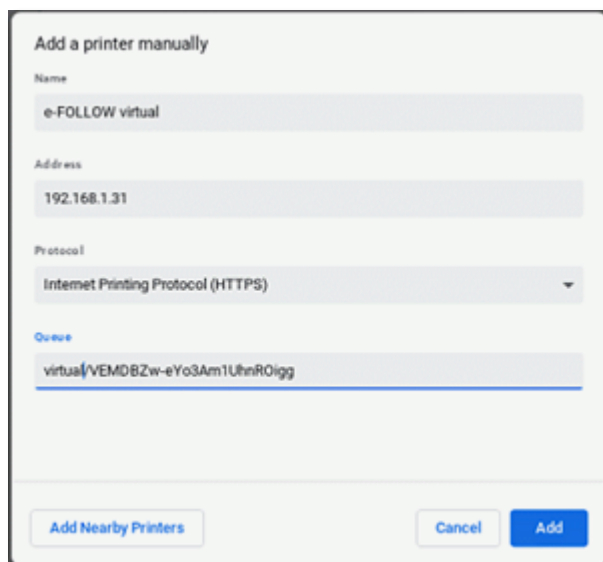 Add a printer manually
Name
e-FOLLOW virtual
Address
192.168.1.31
Protocol
Internet Printing Protocol (HTTPS)
Queue
virtual/VEMDBZw-eYo3Am1UhnROigg
Add Nearby Printers
Cancel
Add